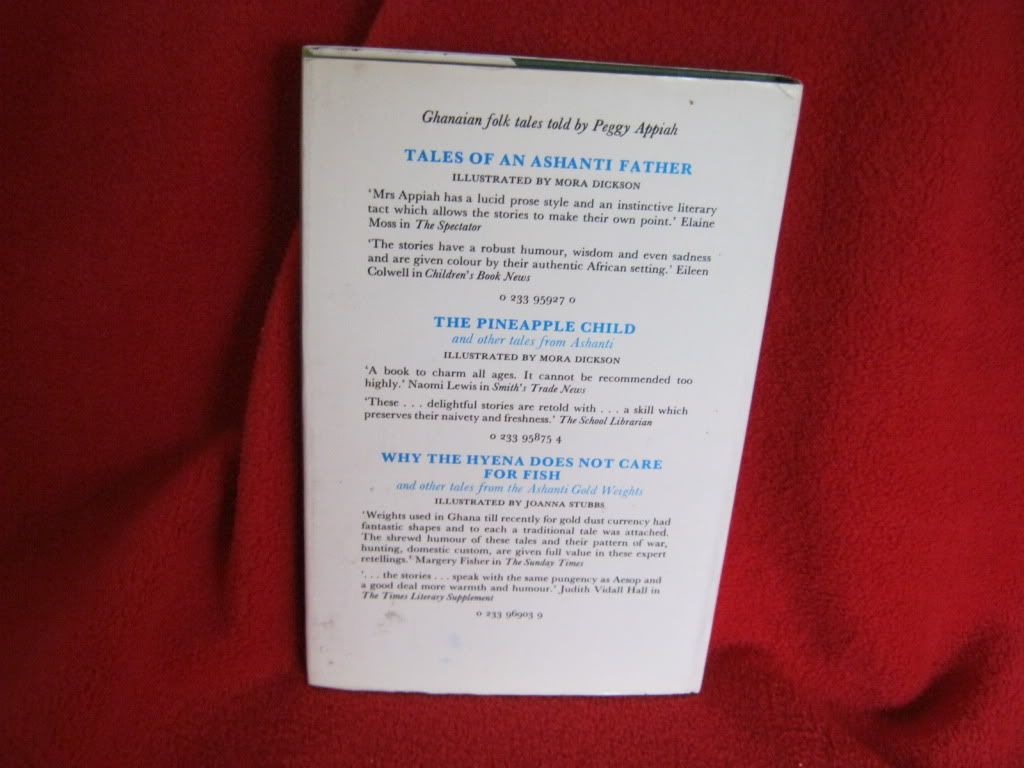 Ghanaian folk tales told by Peggy Appiah
TALES OF AN ASHANTI FATHER
ILLUSTRATED BY MORA DICKSON
'Mrs Appiah has a lucid prose style and an instinctive literary
tact which allows the stories to make their own point.' Elaine
Moss in The Spectator
'The stories have a robust humour, wisdom and even sadness
and are given colour by their authentic African setting.' Eileen
Colwell in Children's Book News
0 233 95927 0
THE PINEAPPLE CHILD
and other tales from Ashanti
ILLUSTRATED BY MORA DICKSON
'A book to charm all ages. It cannot be recommended too
highly.' Naomi Lewis in Smith's Trade News
'These . . . delightful stories are retold with . . . a skill which
preserves their naivety and freshness.' The School Librarian
0 233 95875 4
WHY THE HYENA DOES NOT CARE
FOR FISH
and other tales from the Ashanti Gold Weights
ILLUSTRATED BY JOANNA STUBBS
'Weights used in Ghana till recently for gold dust currency had
fantastic shapes and to each a traditional tale was attached.
The shrewd humour of these tales and their pattern of war,
hunting, domestic custom, are given full value in these expert
retellings.' Margery Fisher in The Sunday Times
'. . . the stories . . . speak with the same pungency as Aesop and
a good deal more warmth and humour.' Judith Vidall Hall in
The Times Literary Supplement
0 233 96903 9